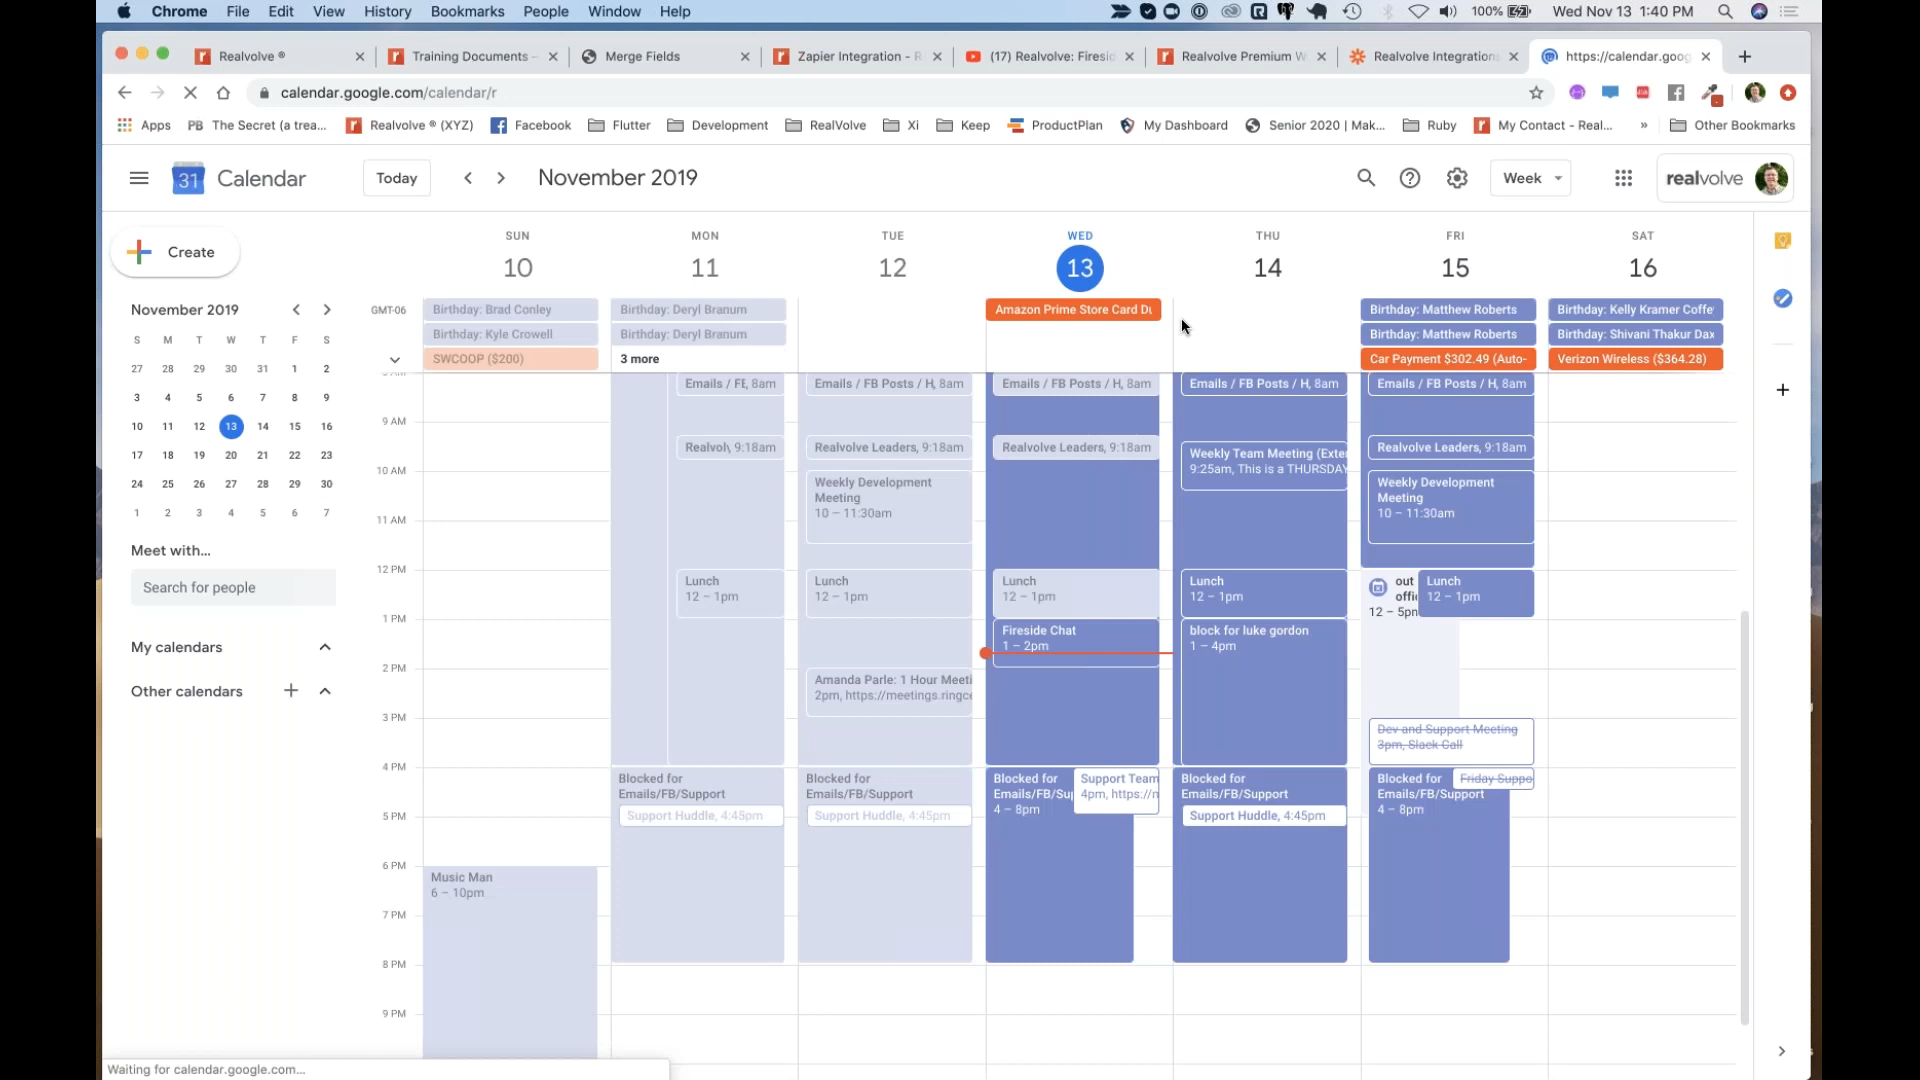 Chrome File Edit View History Bookmarks People Window Help 100% Wed Nov 13 1:40 PM
Realvolve ® Training Documents - Merge Fields Zapier Integration - R (17) Realvolve: Firesid Realvolve Premium W Realvolve Integrations https://calendar.goog
calendar.google.com/calendar/r
Apps PB The Secret (a trea... Realvolve ® (XYZ) Facebook Flutter Development RealVolve Xi Keep ProductPlan My Dashboard Senior 2020 | Mak... Ruby My Contact - Real... » Other Bookmarks
31 Calendar Today November 2019 Week realvolve
Create
SUN MON TUE WED THU FRI SAT
10 11 12 13 14 15 16
November 2019
S M T W T F S
27 28 29 30 31 1 2
3 4 5 6 7 8 9
10 11 12 13 14 15 16
17 18 19 20 21 22 23
24 25 26 27 28 29 30
1 2 3 4 5 6 7
Meet with...
Search for people
My calendars
Other calendars
GMT-06
Birthday: Brad Conley
Birthday: Kyle Crowell
SWCOOP ($200)
Birthday: Deryl Branum
Birthday: Deryl Branum
3 more
Amazon Prime Store Card Du
Birthday: Matthew Roberts
Birthday: Matthew Roberts
Car Payment $302.49 (Auto-
Birthday: Kelly Kramer Coffe
Birthday: Shivani Thakur Dax
Verizon Wireless ($364.28)
9 AM
10 AM
11 AM
12 PM
1 PM
2 PM
3 PM
4 PM
5 PM
6 PM
7 PM
8 PM
9 PM
Music Man
6 – 10pm
Emails / FE, 8am
Realvol, 9:18am
Lunch
12 – 1pm
Blocked for
Emails/FB/Support
Support Huddle, 4:45pm
Emails / FB Posts / H, 8am
Realvolve Leaders, 9:18am
Weekly Development
Meeting
10 – 11:30am
Lunch
12 – 1pm
Amanda Parle: 1 Hour Meeti
2pm, https://meetings.ringce
Blocked for
Emails/FB/Support
Support Huddle, 4:45pm
Emails / FB Posts / H, 8am
Realvolve Leaders, 9:18am
Lunch
12 – 1pm
Fireside Chat
1 – 2pm
Blocked for
Emails/FB/Sup
4 – 8pm
Support Team
4pm, https://m
Emails / FB Posts / H, 8am
Weekly Team Meeting (Exter
9:25am, This is a THURSDAY
Lunch
12 – 1pm
block for luke gordon
1 – 4pm
Blocked for
Emails/FB/Support
Support Huddle, 4:45pm
Emails / FB Posts / H, 8am
Realvolve Leaders, 9:18am
Weekly Development
Meeting
10 – 11:30am
out
offic
12 – 5pm
Lunch
12 – 1pm
Dev and Support Meeting
3pm, Slack Call
Blocked for
Emails/FB/Support
4 – 8pm
Friday Suppo
Waiting for calendar.google.com...